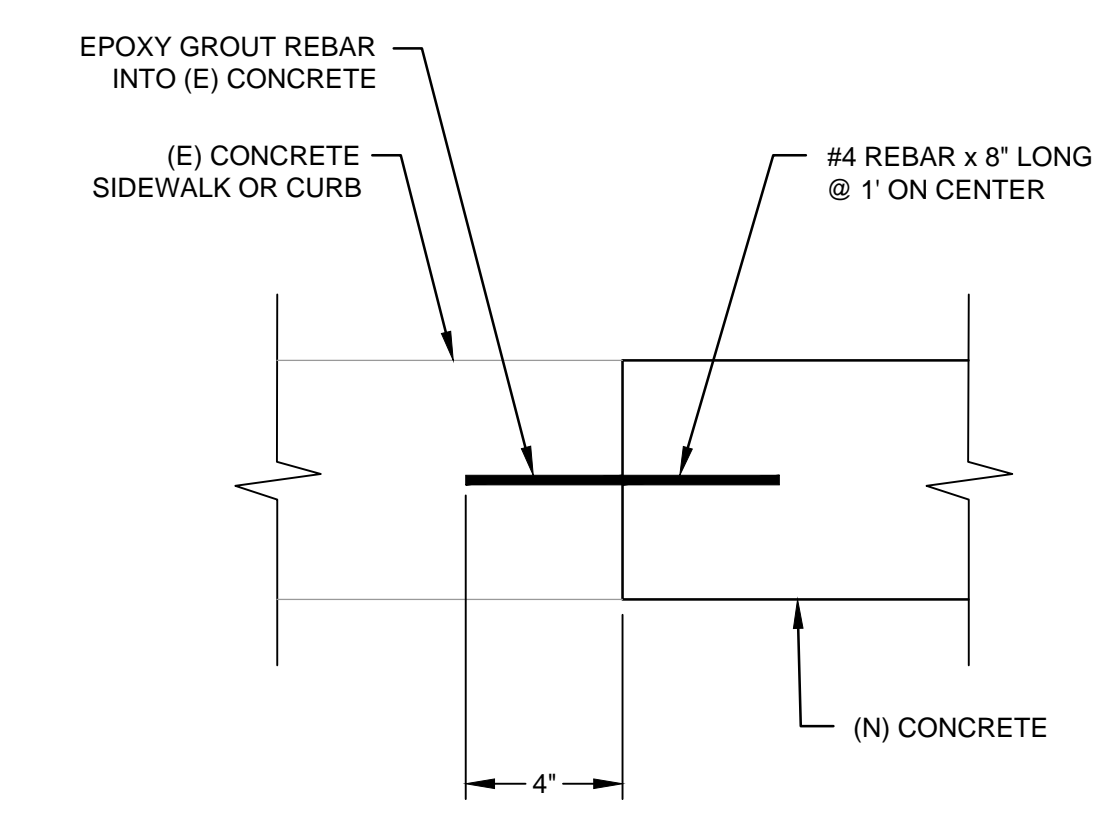 EPOXY GROUT REBAR
INTO (E) CONCRETE
(E) CONCRETE
SIDEWALK OR CURB
#4 REBAR x 8" LONG
@ 1' ON CENTER
(N) CONCRETE
4"